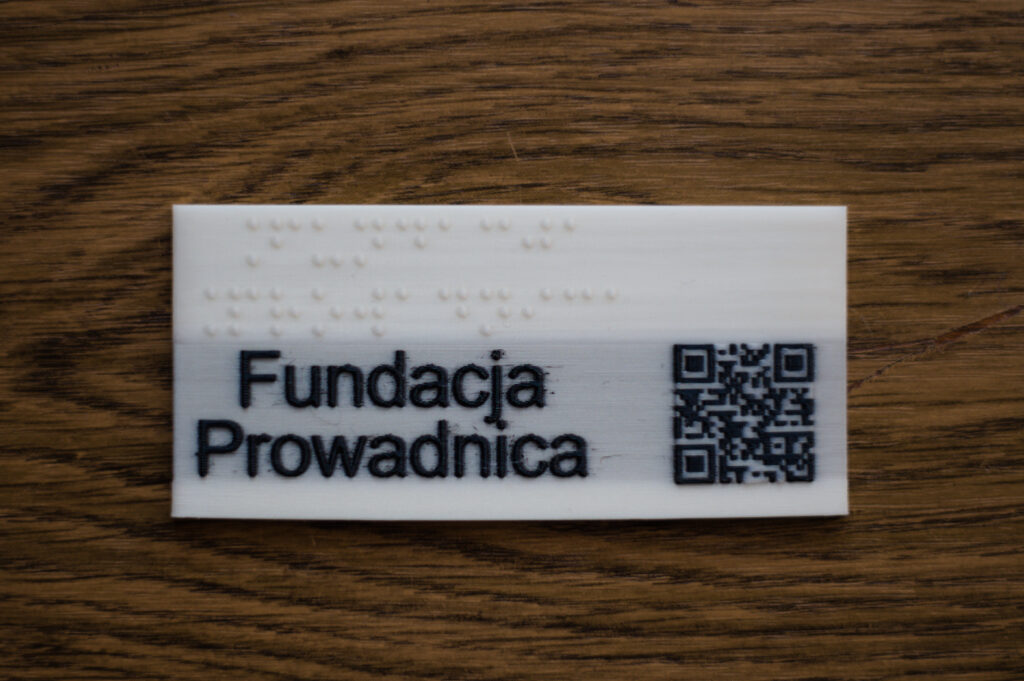 ⠨⠋⠥⠝⠙⠁⠉⠚⠁
⠨⠏⠗⠕⠺⠁⠙⠝⠊⠉⠁
Fundacja
Prowadnica